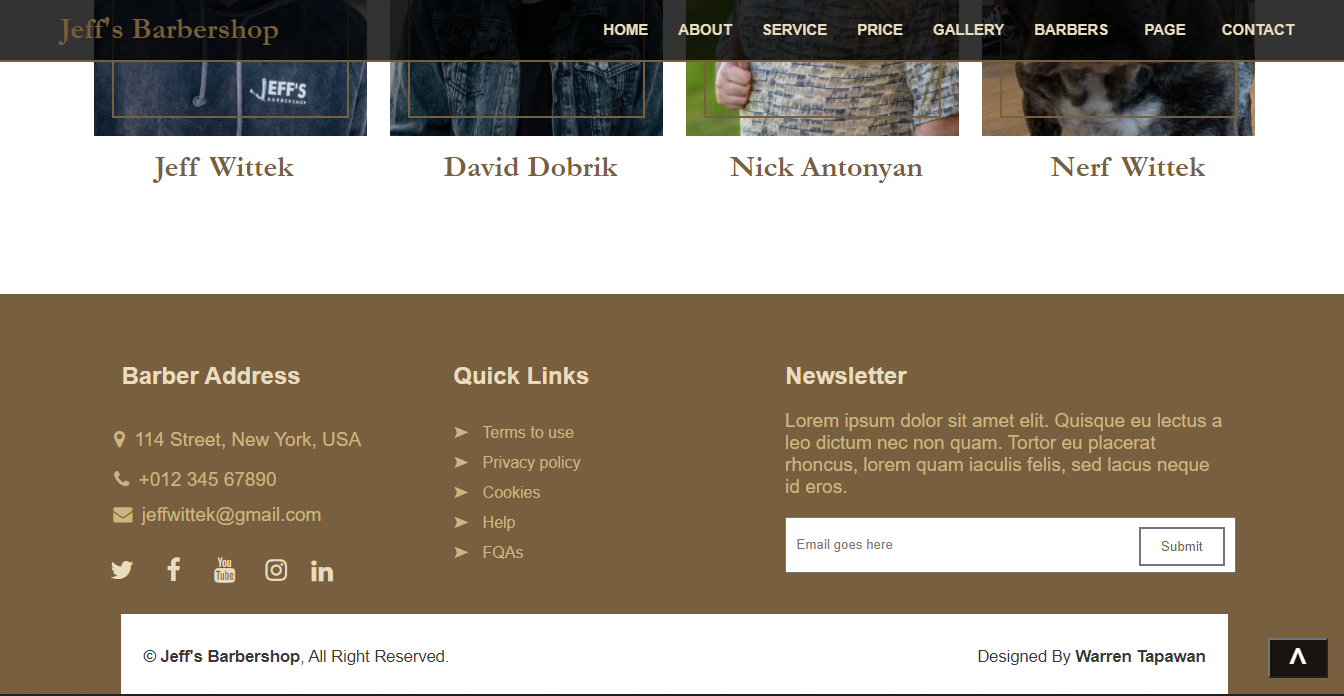 Jeff's Barbershop
HOME ABOUT SERVICE PRICE GALLERY BARBERS PAGE CONTACT
JEFF'S
BARBERSHOP
Jeff Wittek
David Dobrik
Nick Antonyan
Nerf Wittek
Barber Address
114 Street, New York, USA
+012 345 67890
jeffwittek@gmail.com
You
Tube
Quick Links
Terms to use
Privacy policy
Cookies
Help
FQAs
Newsletter
Lorem ipsum dolor sit amet elit. Quisque eu lectus a
leo dictum nec non quam. Tortor eu placerat
rhoncus, lorem quam iaculis felis, sed lacus neque
id eros.
Email goes here
Submit
© Jeff's Barbershop, All Right Reserved.
Designed By Warren Tapawan